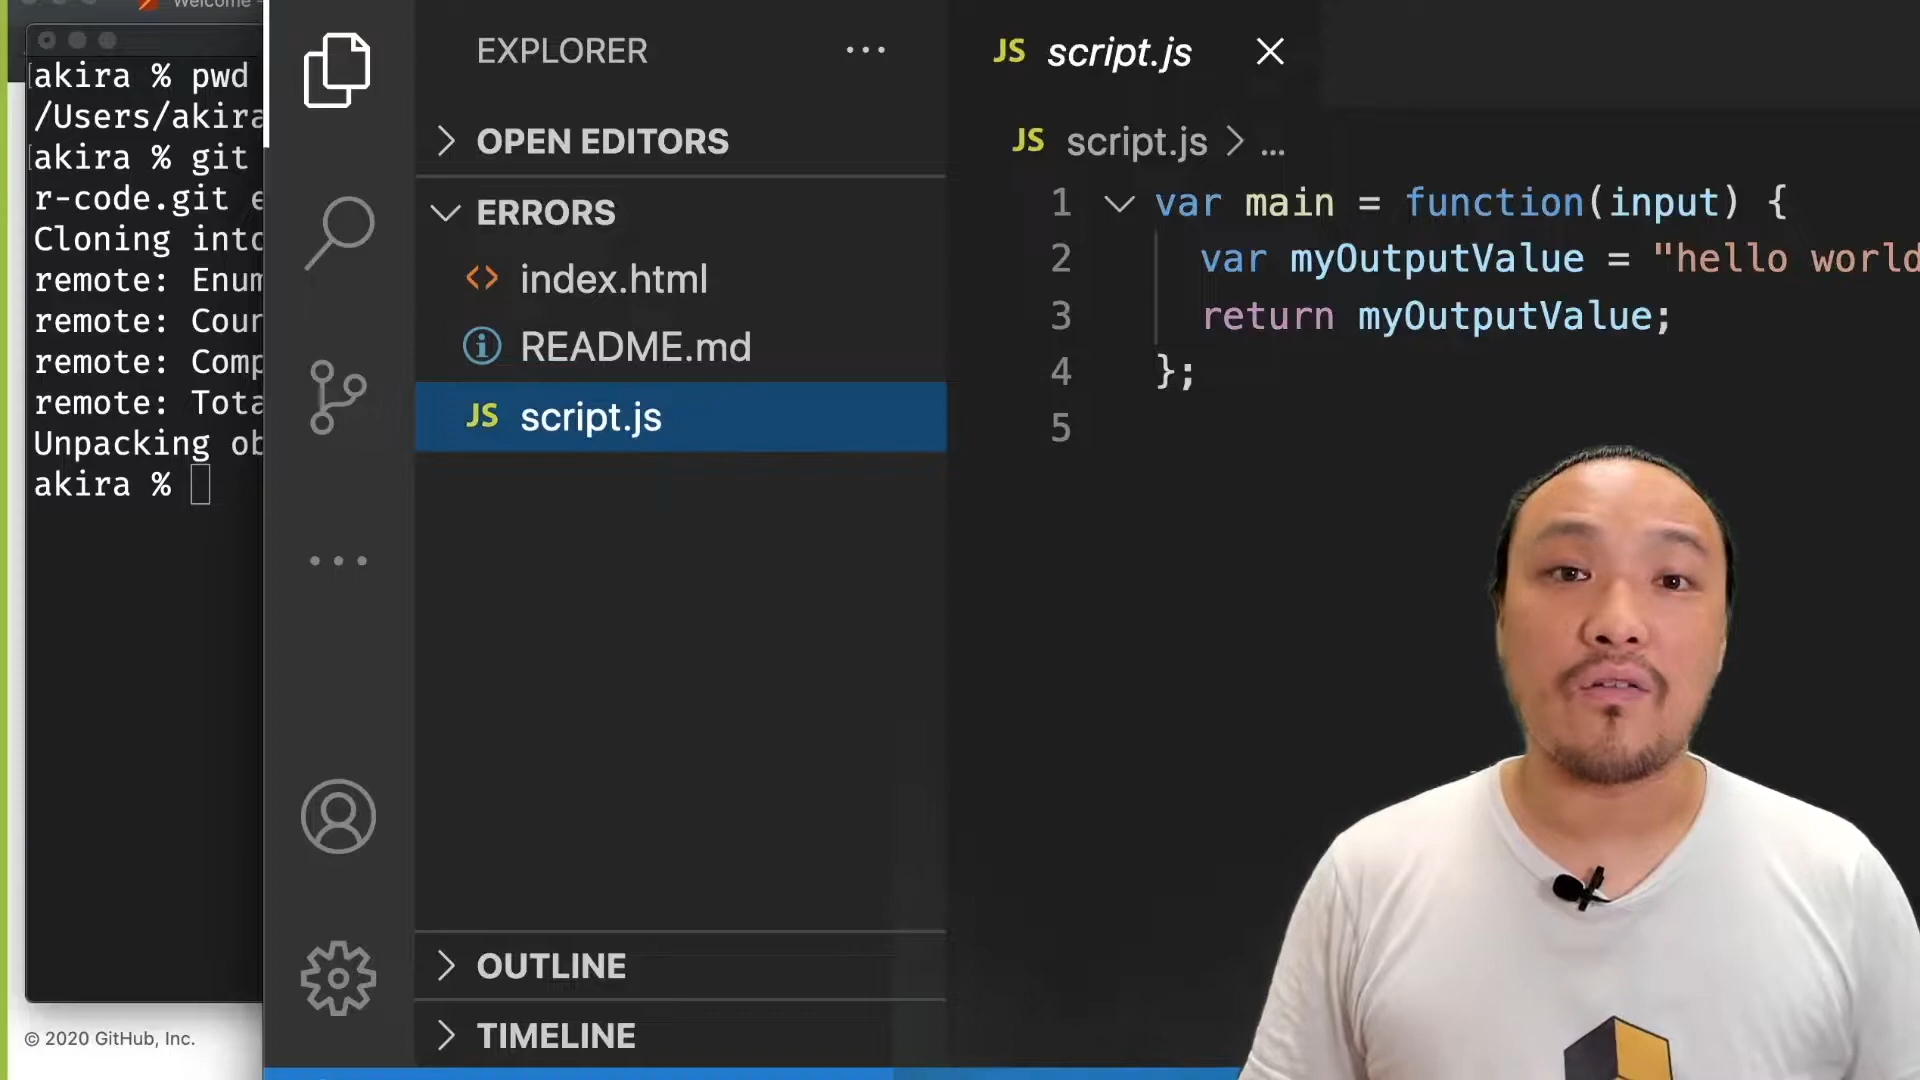 Welcome
akira % pwd
/Users/akira
akira % git
r-code.git
Cloning into
remote: Enum
remote: Coun
remote: Comp
remote: Tota
Unpacking ob
akira %
© 2020 GitHub, Inc.
EXPLORER
OPEN EDITORS
ERRORS
index.html
README.md
JS script.js
OUTLINE
TIMELINE
JS script.js
JS script.js > ...
1 var main = function(input) {
2 var myOutputValue = "hello world
3 return myOutputValue;
4 };
5